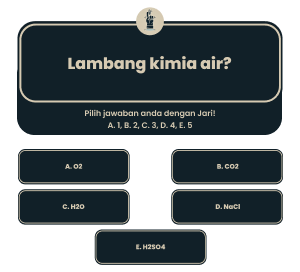 Lambang kimia air?
Pilih jawaban anda dengan Jari!
A. 1, B. 2, C. 3, D. 4, E. 5
A. O2
B. CO2
C. H2O
D. NaCl
E. H2SO4